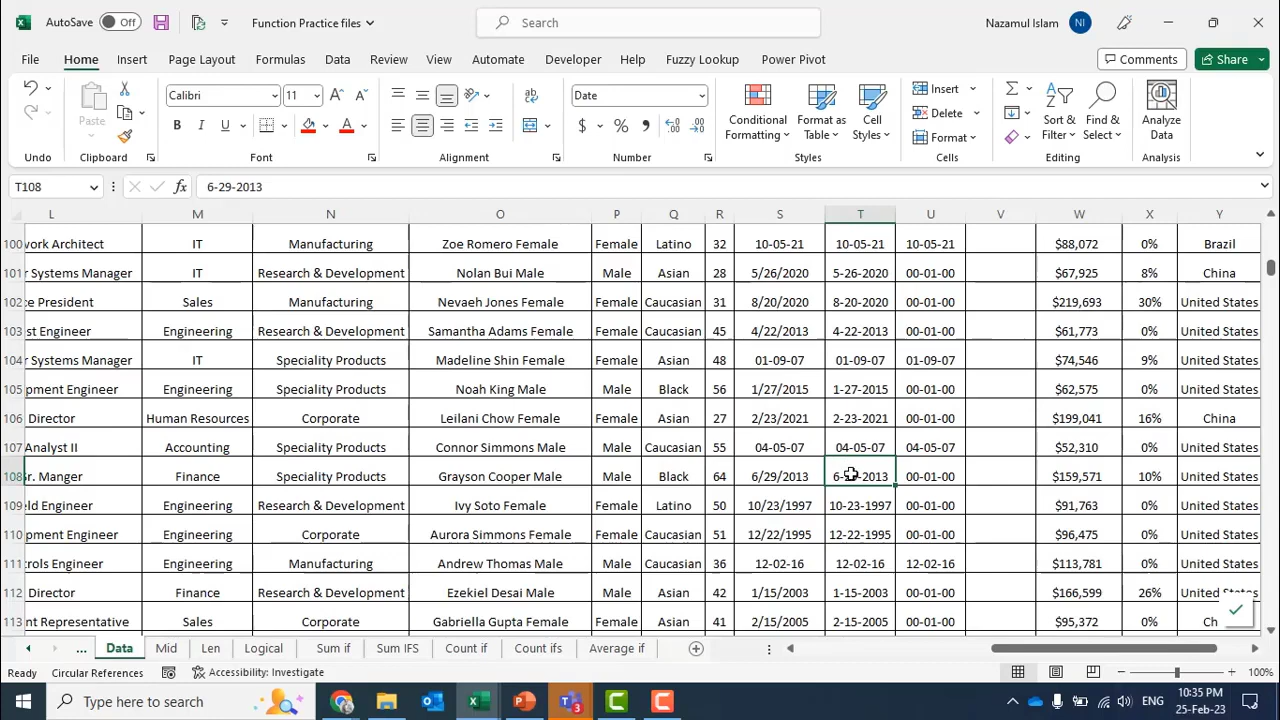 AutoSave Off Function Practice files Search Nazamul Islam NI
File Home Insert Page Layout Formulas Data Review View Automate Developer Help Fuzzy Lookup Power Pivot Comments Share
Calibri 11 Date Insert
Paste $ % Conditional Formatting Format as Table Cell Styles Delete Sort & Filter Find & Select Analyze Data
B I U Format
Undo Clipboard Font Alignment Number Styles Cells Editing Analysis
T108 6-29-2013
L M N O P Q R S T U V W X Y
100 work Architect IT Manufacturing Zoe Romero Female Female Latino 32 10-05-21 10-05-21 10-05-21 $88,072 0% Brazil
101 r Systems Manager IT Research & Development Nolan Bui Male Male Asian 28 5/26/2020 5-26-2020 00-01-00 $67,925 8% China
102 ce President Sales Manufacturing Nevaeh Jones Female Female Caucasian 31 8/20/2020 8-20-2020 00-01-00 $219,693 30% United States
103 st Engineer Engineering Research & Development Samantha Adams Female Female Caucasian 45 4/22/2013 4-22-2013 00-01-00 $61,773 0% United States
104 r Systems Manager IT Speciality Products Madeline Shin Female Female Asian 48 01-09-07 01-09-07 01-09-07 $74,546 9% United States
105 opment Engineer Engineering Speciality Products Noah King Male Male Black 56 1/27/2015 1-27-2015 00-01-00 $62,575 0% United States
106 Director Human Resources Corporate Leilani Chow Female Female Asian 27 2/23/2021 2-23-2021 00-01-00 $199,041 16% China
107 Analyst II Accounting Speciality Products Connor Simmons Male Male Caucasian 55 04-05-07 04-05-07 04-05-07 $52,310 0% United States
108 Sr. Manger Finance Speciality Products Grayson Cooper Male Male Black 64 6/29/2013 6-29-2013 00-01-00 $159,571 10% United States
109 eld Engineer Engineering Research & Development Ivy Soto Female Female Latino 50 10/23/1997 10-23-1997 00-01-00 $91,763 0% United States
110 opment Engineer Engineering Corporate Aurora Simmons Female Female Caucasian 51 12/22/1995 12-22-1995 00-01-00 $96,475 0% United States
111 trols Engineer Engineering Manufacturing Andrew Thomas Male Male Caucasian 36 12-02-16 12-02-16 12-02-16 $113,781 0% United States
112 Director Finance Research & Development Ezekiel Desai Male Male Asian 42 1/15/2003 1-15-2003 00-01-00 $166,599 26% United States
113 nt Representative Sales Corporate Gabriella Gupta Female Female Asian 41 2/15/2005 2-15-2005 00-01-00 $95,372 0% Ch
... Data Mid Len Logical Sum if Sum IFS Count if Count ifs Average if
Ready Circular References Accessibility: Investigate 100%
Type here to search ENG 10:35 PM
25-Feb-23